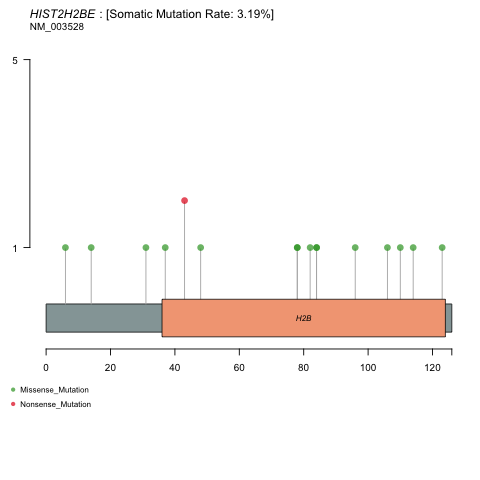 HIST2H2BE : [Somatic Mutation Rate: 3.19%]
NM_003528
5
1
H2B
0 20 40 60 80 100 120
Missense_Mutation
Nonsense_Mutation